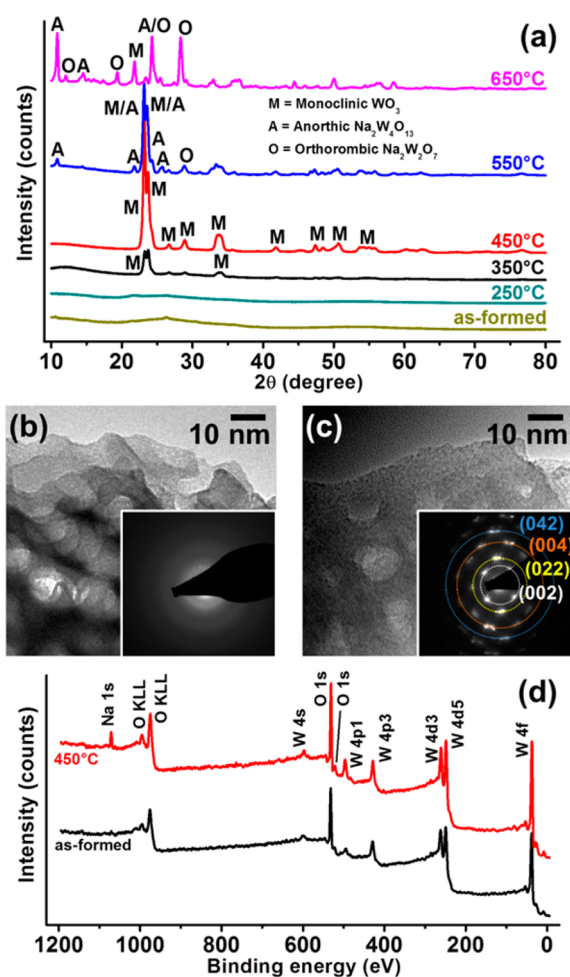 (a)
A
O
A
O
M
A/O
O
650°C
M = Monoclinic WO3
A = Anorthic Na2W4O13
O = Orthorombic Na2W2O7
M/A
M/A
A
A
A
A
O
550°C
M
M
M
M
M
M
M
M
M
450°C
M
M
350°C
250°C
as-formed
Intensity (counts)
10 20 30 40 50 60 70 80
2θ (degree)
(b)
10 nm
(c)
10 nm
(042)
(004)
(022)
(002)
(d)
Na 1s
O KLL
O KLL
W 4s
O 1s
O 1s
W 4p1
W 4p3
W 4d3
W 4d5
W 4f
450°C
as-formed
Intensity (counts)
1200 1000 800 600 400 200 0
Binding energy (eV)